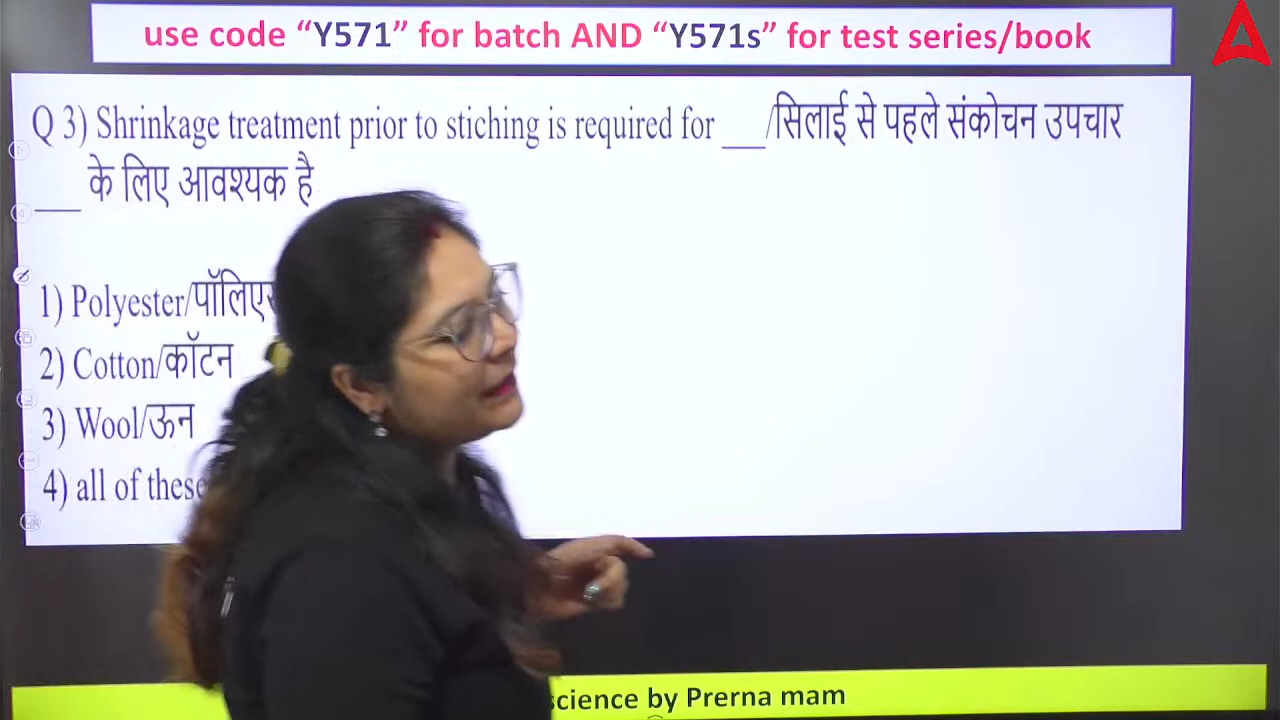 use code “Y571” for batch AND “Y571s” for test series/book
Q 3) Shrinkage treatment prior to stiching is required for ___/सिलाई से पहले संकोचन उपचार
___ के लिए आवश्यक है
1) Polyester/पॉलिए
2) Cotton/कॉटन
3) Wool/ऊन
4) all of these
science by Prerna mam